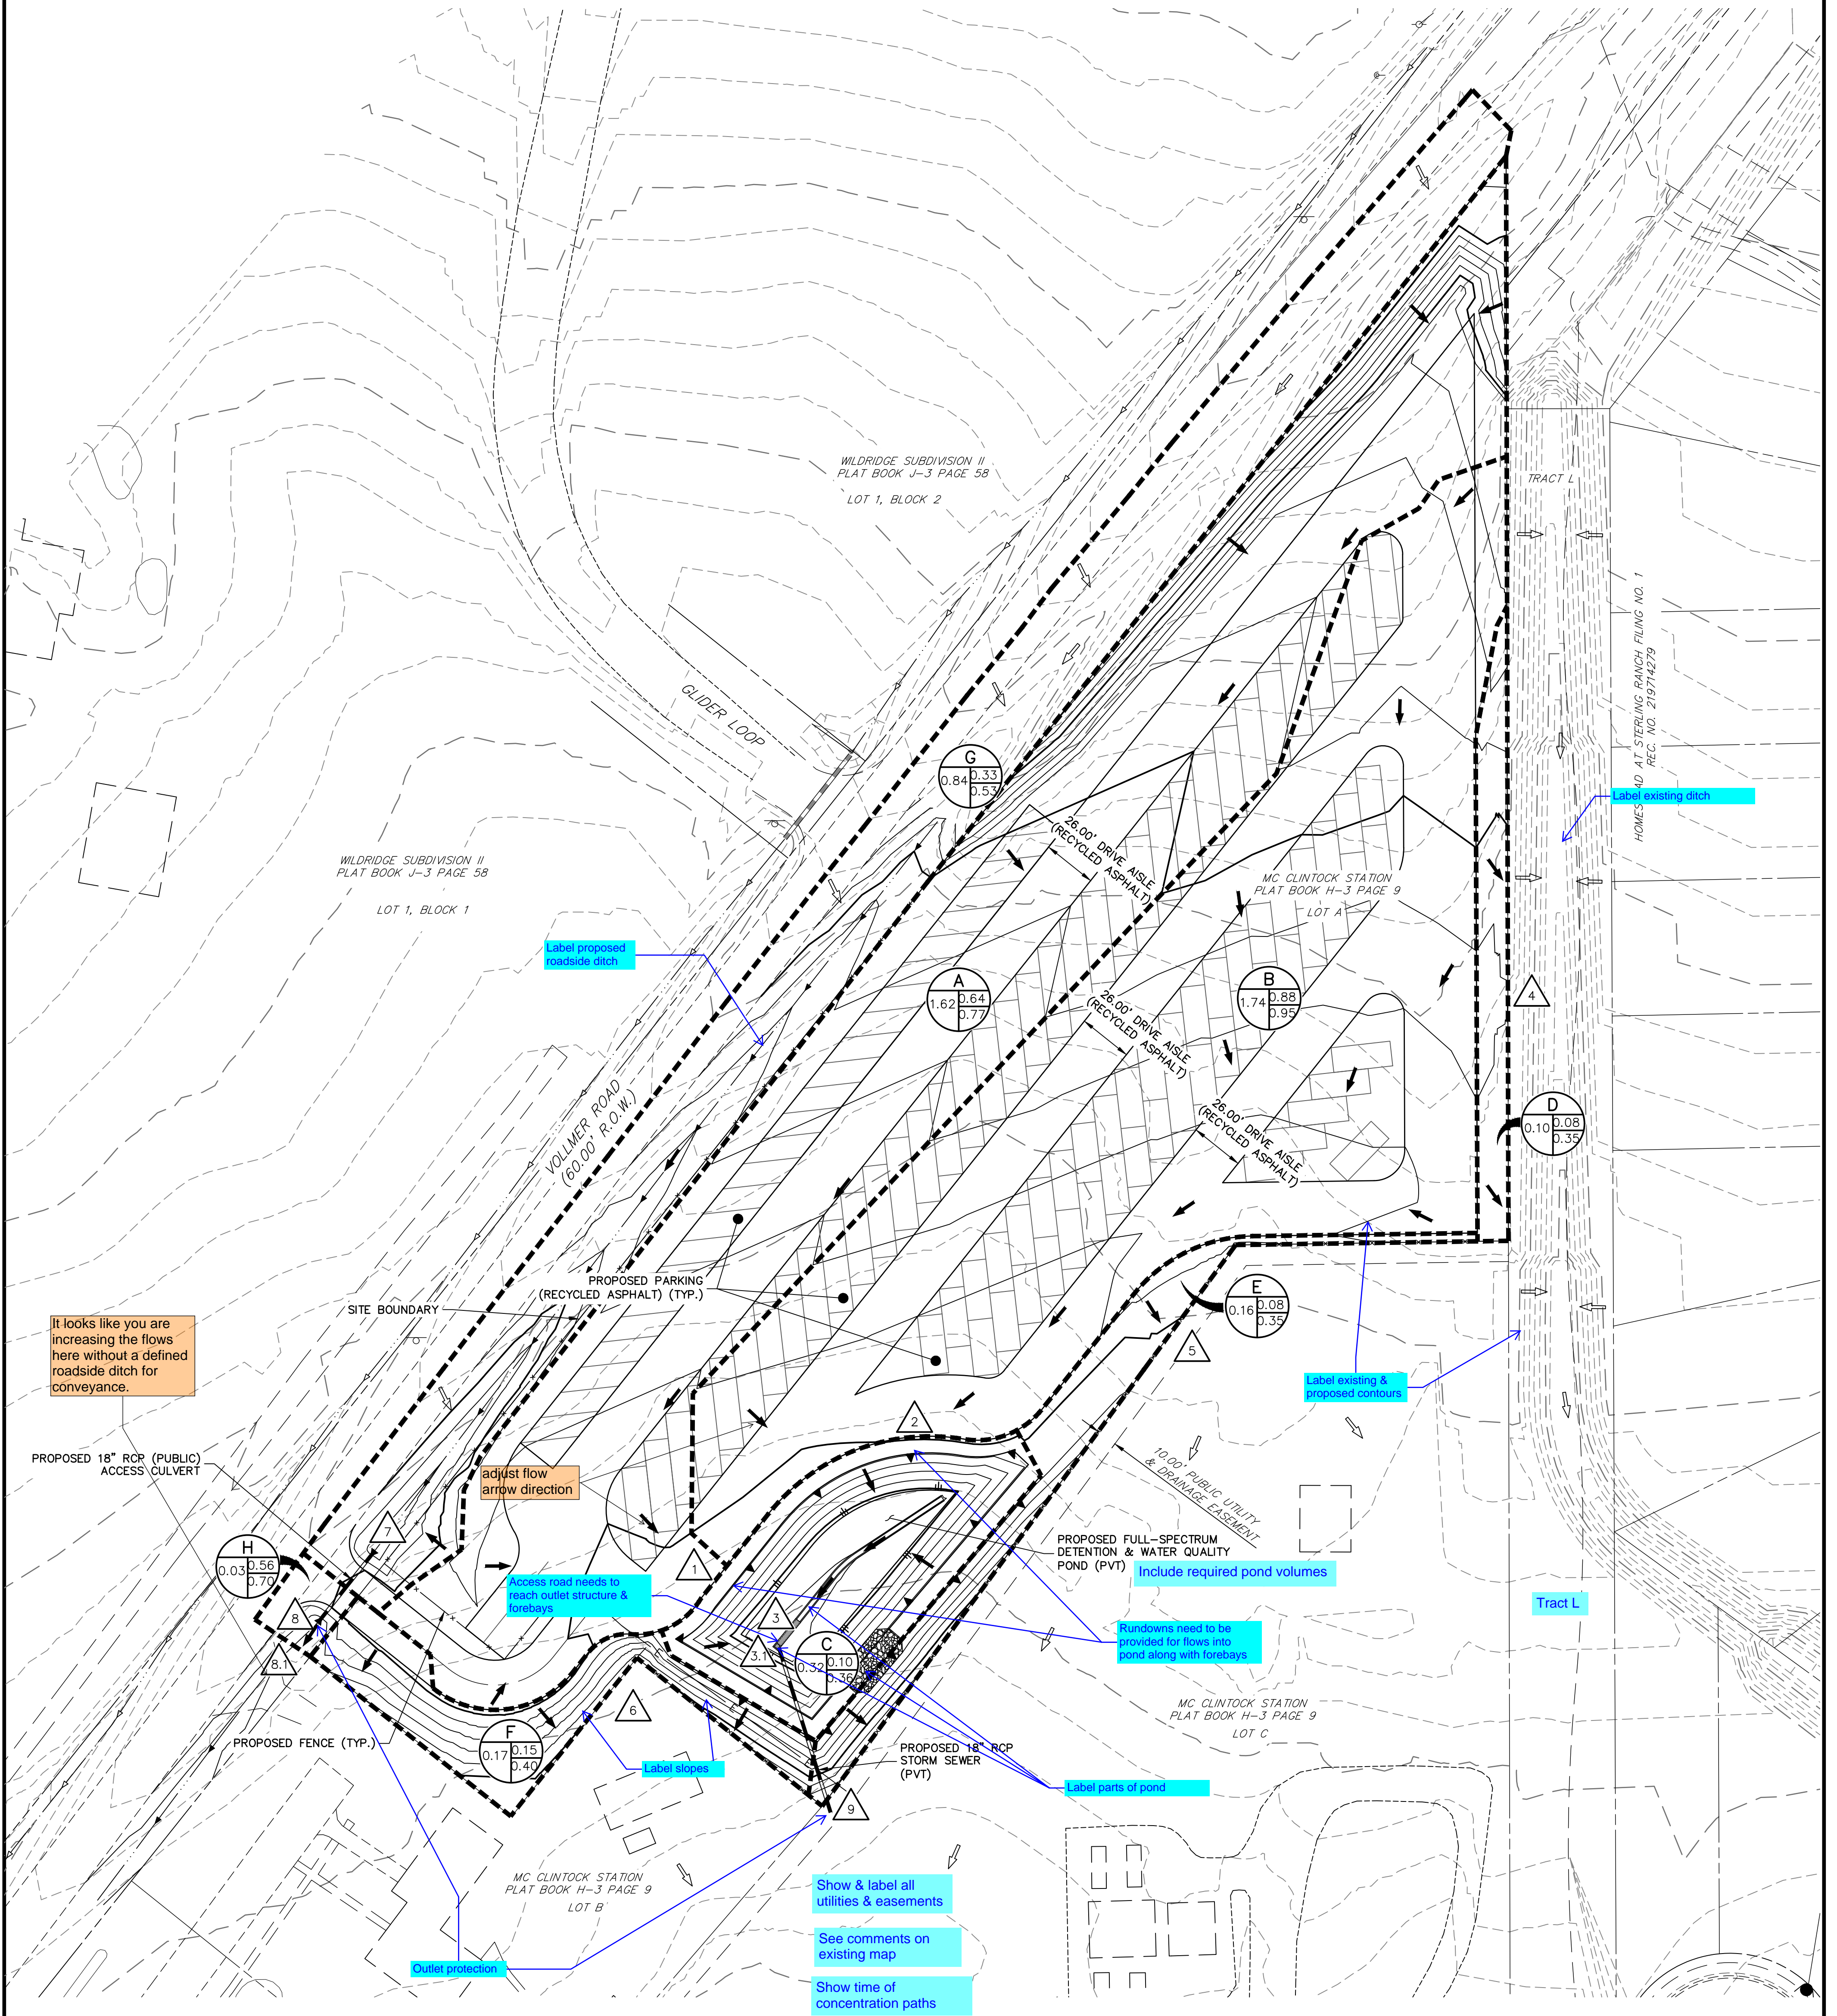 WILDRIDGE SUBDIVISION II
PLAT BOOK J-3 PAGE 58
LOT 1, BLOCK 2
TRACT L
HOMESTEAD AT STERLING RANCH FILING NO. 1
REC. NO. 219714279
GLIDER LOOP
G
0.84
0.33
0.53
Label existing ditch
26.00' DRIVE AISLE
(RECYCLED ASPHALT)
WILDRIDGE SUBDIVISION II
PLAT BOOK J-3 PAGE 58
LOT 1, BLOCK 1
MC CLINTOCK STATION
PLAT BOOK H-3 PAGE 9
LOT A
Label proposed
roadside ditch
A
1.62
0.64
0.77
B
1.74
0.88
0.95
4
26.00' DRIVE AISLE
(RECYCLED ASPHALT)
VOLLMER ROAD
(60.00' R.O.W.)
26.00' DRIVE AISLE
(RECYCLED ASPHALT)
D
0.10
0.08
0.35
PROPOSED PARKING
(RECYCLED ASPHALT) (TYP.)
SITE BOUNDARY
E
0.16
0.08
0.35
5
It looks like you are
increasing the flows
here without a defined
roadside ditch for
conveyance.
Label existing &
proposed contours
2
PROPOSED 18" RCP (PUBLIC)
ACCESS CULVERT
adjust flow
arrow direction
10.00' PUBLIC UTILITY
& DRAINAGE EASEMENT
7
H
0.03
0.56
0.70
1
PROPOSED FULL-SPECTRUM
DETENTION & WATER QUALITY
POND (PVT)
Include required pond volumes
Access road needs to
reach outlet structure &
forebays
Tract L
8
3
Rundowns need to be
provided for flows into
pond along with forebays
8.1
3.1
C
0.32
0.10
0.36
6
MC CLINTOCK STATION
PLAT BOOK H-3 PAGE 9
LOT C
PROPOSED FENCE (TYP.)
F
0.17
0.15
0.40
PROPOSED 18" RCP
STORM SEWER
(PVT)
Label slopes
Label parts of pond
9
MC CLINTOCK STATION
PLAT BOOK H-3 PAGE 9
LOT B
Show & label all
utilities & easements
See comments on
existing map
Outlet protection
Show time of
concentration paths